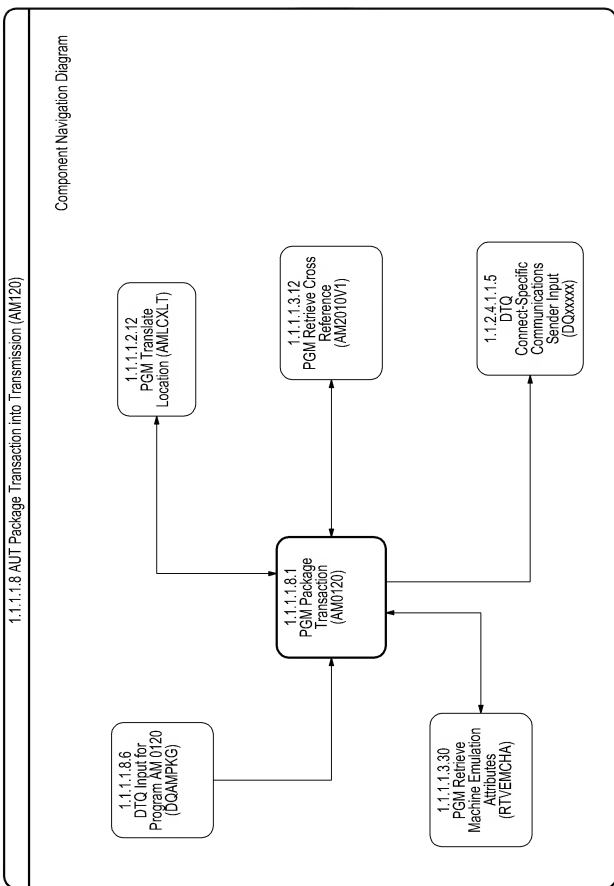 1.1.1.1.8 AUT Package Transaction into Transmission (AM120)
Component Navigation Diagram
1.1.1.1.8.6
DTQ Input for
Program AM 0120
(DQAMPKG)
1.1.1.1.2.12
PGM Translate
Location (AMLCXLT)
1.1.1.1.8.1
PGM Package
Transaction
(AM0120)
1.1.1.1.3.12
PGM Retrieve Cross
Reference
(AM2010V1)
1.1.1.1.3.30
PGM Retrieve
Machine Emulation
Attributes
(RTVEMCHA)
1.1.2.4.1.1.5
DTQ
Connect-Specific
Communications
Sender Input
(DQxxxxx)